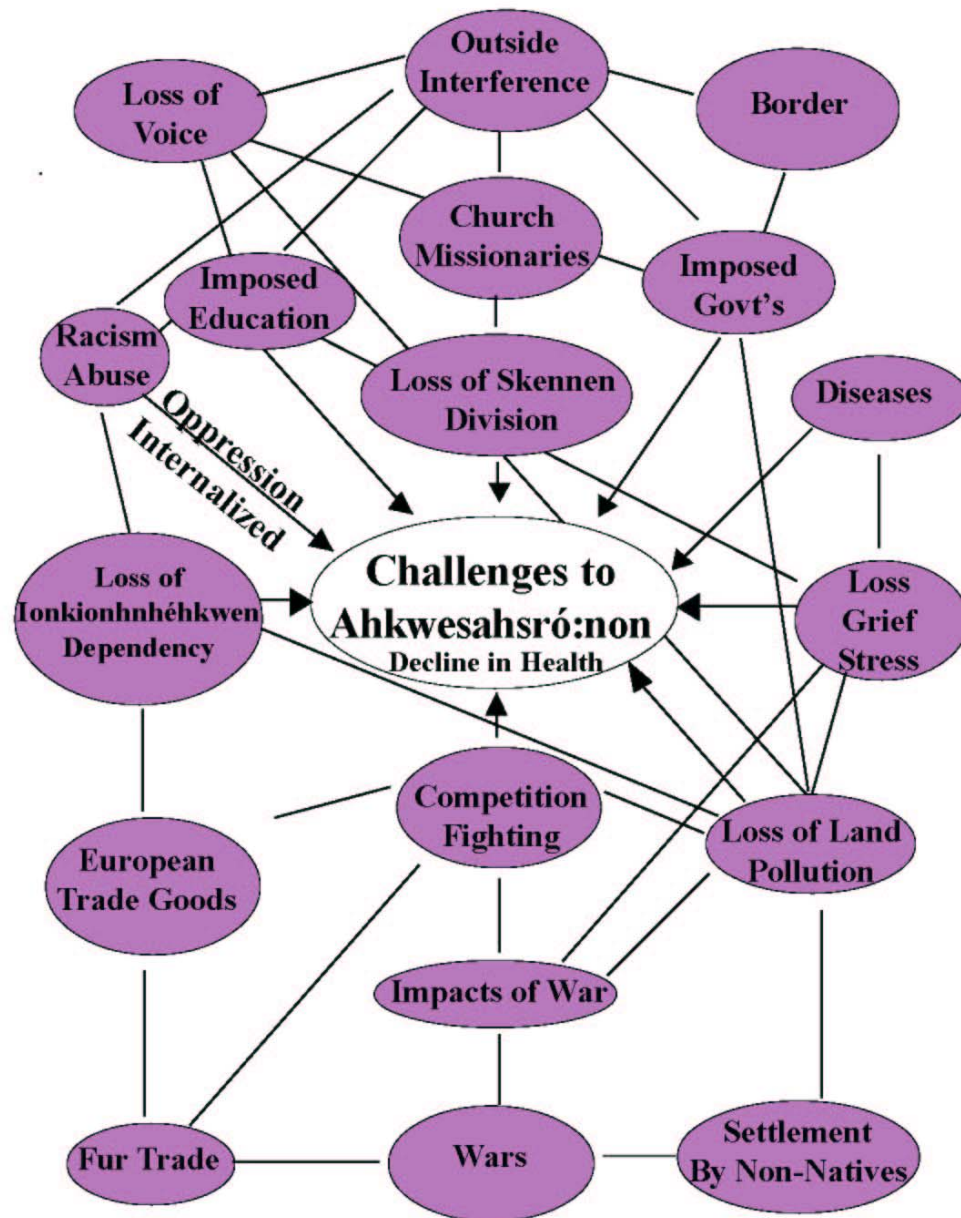 Outside
Interference
Loss of
Voice
Border
Church
Missionaries
Imposed
Govt's
Imposed
Education
Racism
Abuse
Loss of Skennen
Division
Diseases
Oppression
Internalized
Challenges to
Ahkwesahsró:non
Decline in Health
Loss of
Ionkionhnhéhkwen
Dependency
Loss
Grief
Stress
Competition
Fighting
Loss of Land
Pollution
European
Trade Goods
Impacts of War
Fur Trade
Wars
Settlement
By Non-Natives